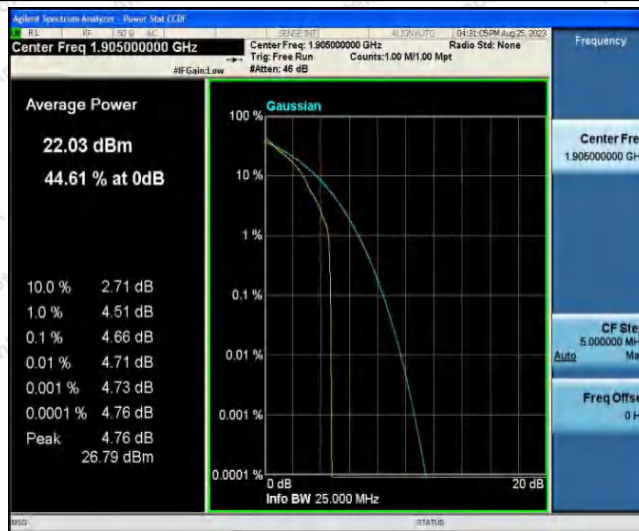 Agilent Spectrum Analyzer - Power Stat CCDF
RL RF 50 Ω AC SENSE:INT ALIGN AUTO 04:31:05 PM Aug 25, 2023
Center Freq 1.905000000 GHz Center Freq: 1.905000000 GHz Radio Std: None
Trig: Free Run Counts:1.00 M/1.00 Mpt
#IFGain:Low #Atten: 46 dB
Frequency
Average Power
22.03 dBm
44.61 % at 0dB
10.0 % 2.71 dB
1.0 % 4.51 dB
0.1 % 4.66 dB
0.01 % 4.71 dB
0.001 % 4.73 dB
0.0001 % 4.76 dB
Peak 4.76 dB
26.79 dBm
Gaussian
100 %
10 %
1 %
0.1 %
0.01 %
0.001 %
0.0001 %
0 dB 20 dB
Info BW 25.000 MHz
Center Fre
1.905000000 GH
CF Ste
5.000000 MH
Auto Ma
Freq Offse
0 H
MSG STATUS